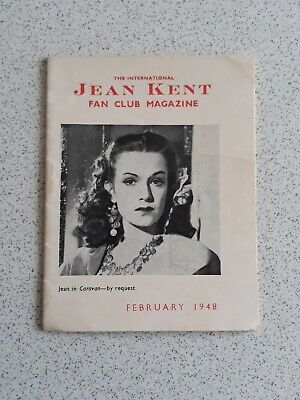 THE INTERNATIONAL
JEAN KENT
FAN CLUB MAGAZINE
Jean in Caravan—by request
FEBRUARY 1948